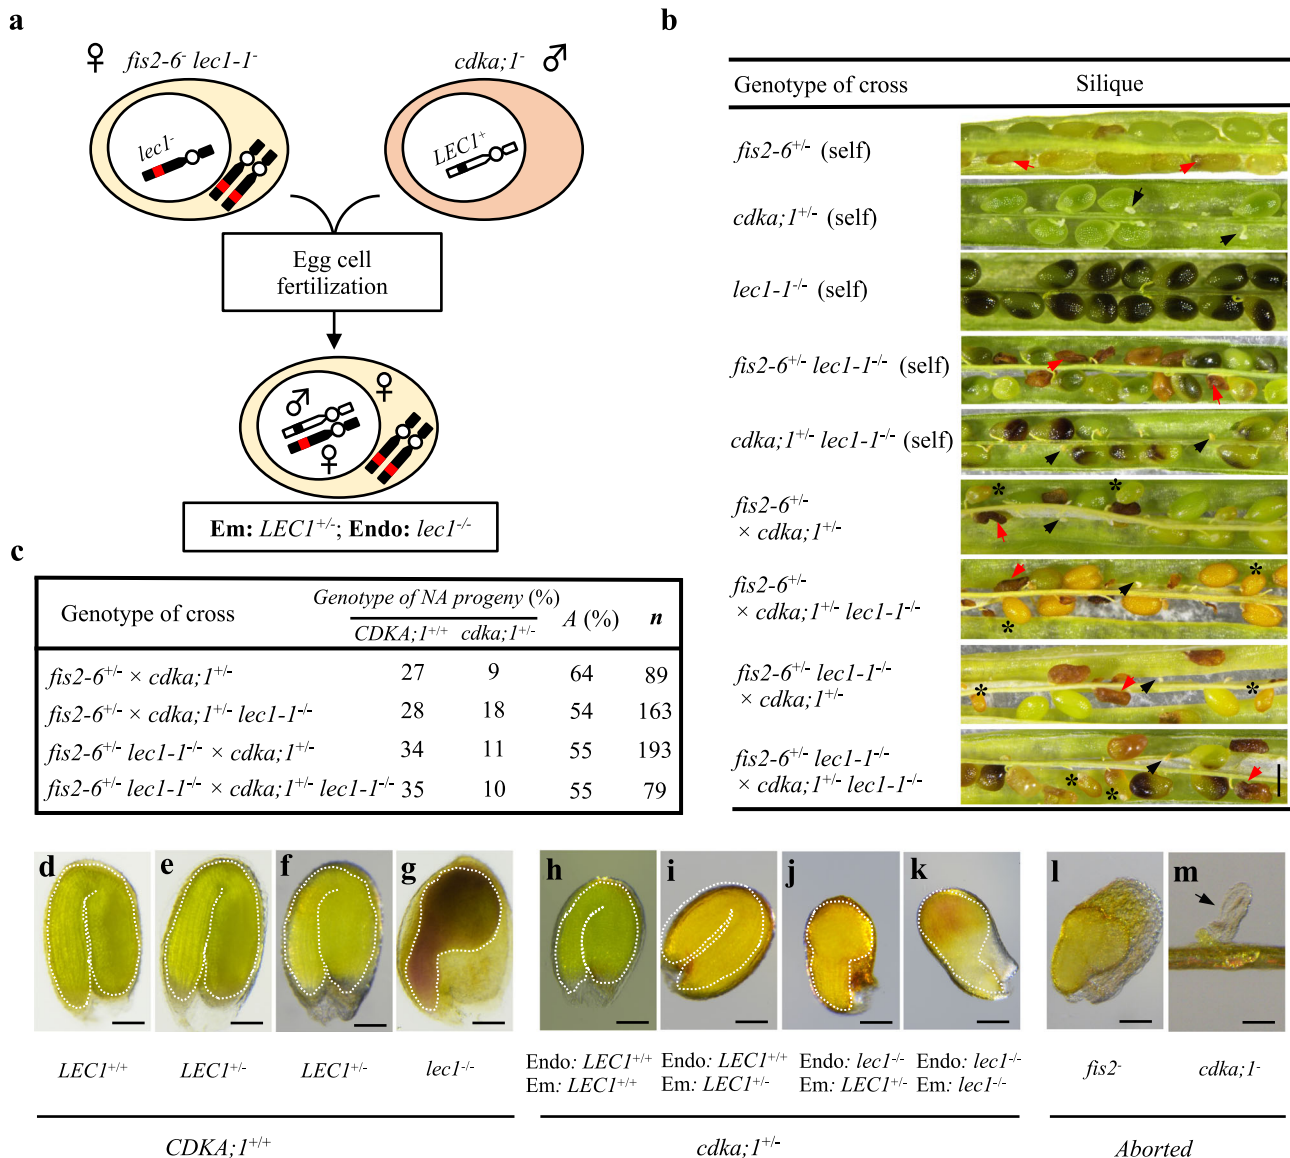 a
♀ fis2-6⁻ lec1-1⁻
cdka;1⁻ ♂
lec1⁻
LEC1⁺
Egg cell
fertilization
♂ ♀
♀
Em: LEC1⁺/⁻; Endo: lec1⁻/⁻
b
Genotype of cross Silique
fis2-6⁺/⁻ (self)
cdka;1⁺/⁻ (self)
lec1-1⁻/⁻ (self)
fis2-6⁺/⁻ lec1-1⁻/⁻ (self)
cdka;1⁺/⁻ lec1-1⁻/⁻ (self)
fis2-6⁺/⁻
× cdka;1⁺/⁻
* *
fis2-6⁺/⁻
× cdka;1⁺/⁻ lec1-1⁻/⁻
*
*
fis2-6⁺/⁻ lec1-1⁻/⁻
× cdka;1⁺/⁻
* *
fis2-6⁺/⁻ lec1-1⁻/⁻
× cdka;1⁺/⁻ lec1-1⁻/⁻
* *
c
Genotype of cross Genotype of NA progeny (%) A (%) n
CDKA;1⁺/⁺ cdka;1⁺/⁻
fis2-6⁺/⁻ × cdka;1⁺/⁻ 27 9 64 89
fis2-6⁺/⁻ × cdka;1⁺/⁻ lec1-1⁻/⁻ 28 18 54 163
fis2-6⁺/⁻ lec1-1⁻/⁻ × cdka;1⁺/⁻ 34 11 55 193
fis2-6⁺/⁻ lec1-1⁻/⁻ × cdka;1⁺/⁻ lec1-1⁻/⁻ 35 10 55 79
d e f g h i j k l m
LEC1⁺/⁺ LEC1⁺/⁻ LEC1⁺/⁻ lec1⁻/⁻
Endo: LEC1⁺/⁺ Endo: LEC1⁺/⁺ Endo: lec1⁻/⁻ Endo: lec1⁻/⁻
Em: LEC1⁺/⁺ Em: LEC1⁺/⁻ Em: LEC1⁺/⁻ Em: lec1⁻/⁻
fis2⁻ cdka;1⁻
CDKA;1⁺/⁺ cdka;1⁺/⁻ Aborted